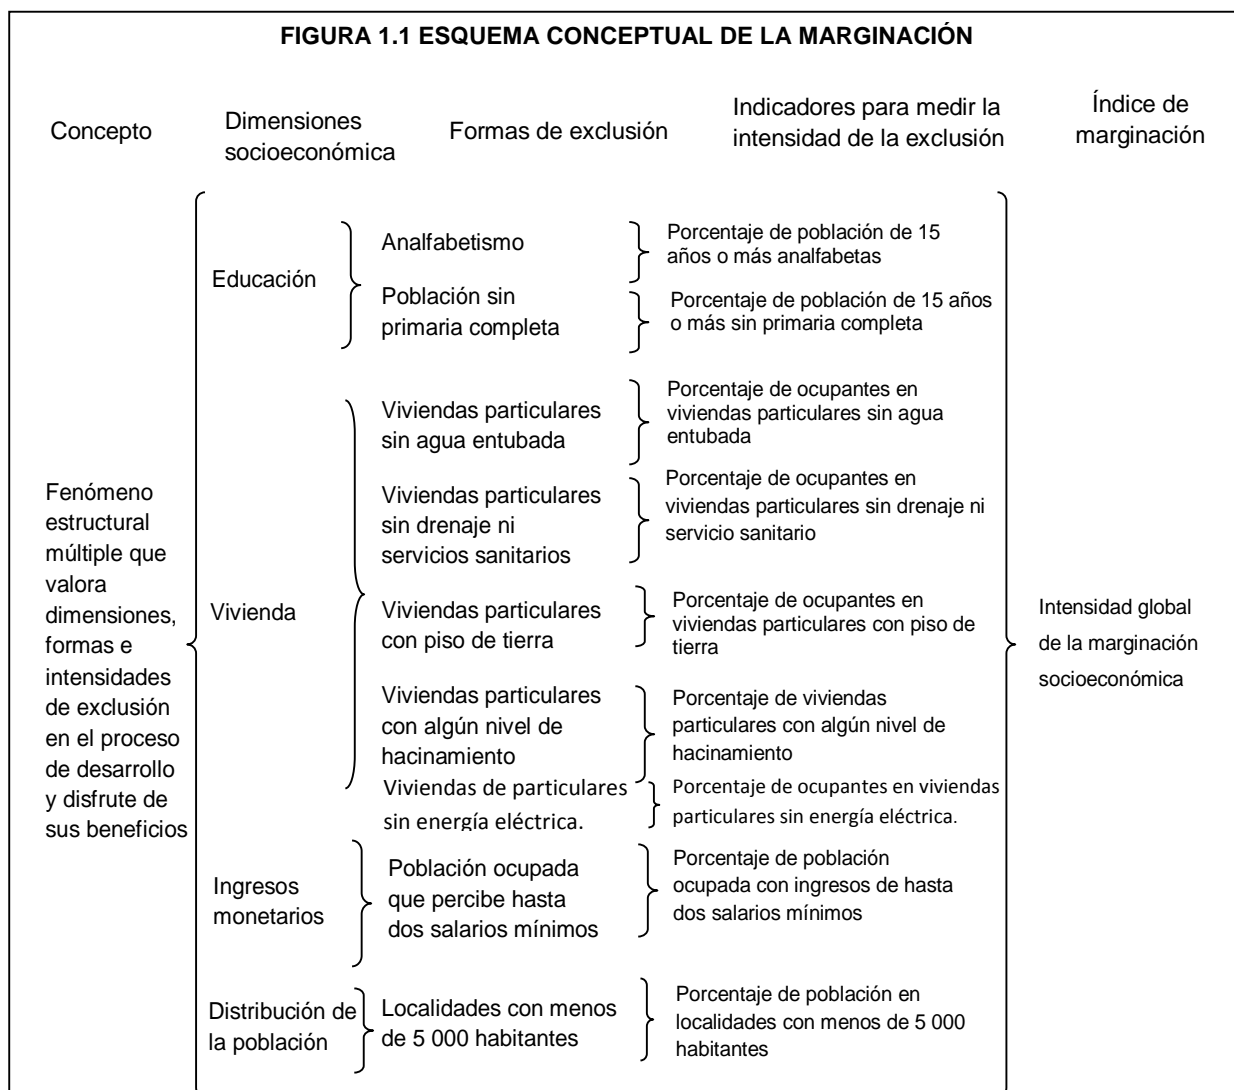 FIGURA 1.1 ESQUEMA CONCEPTUAL DE LA MARGINACIÓN
Concepto
Dimensiones
socioeconómica
Formas de exclusión
Indicadores para medir la
intensidad de la exclusión
Índice de
marginación
Fenómeno
estructural
múltiple que
valora
dimensiones,
formas e
intensidades
de exclusión
en el proceso
de desarrollo
y disfrute de
sus beneficios
Educación
Analfabetismo
Porcentaje de población de 15
años o más analfabetas
Población sin
primaria completa
Porcentaje de población de 15 años
o más sin primaria completa
Vivienda
Viviendas particulares
sin agua entubada
Porcentaje de ocupantes en
viviendas particulares sin agua
entubada
Viviendas particulares
sin drenaje ni
servicios sanitarios
Porcentaje de ocupantes en
viviendas particulares sin drenaje ni
servicio sanitario
Viviendas particulares
con piso de tierra
Porcentaje de ocupantes en
viviendas particulares con piso de
tierra
Viviendas particulares
con algún nivel de
hacinamiento
Porcentaje de viviendas
particulares con algún nivel de
hacinamiento
Viviendas de particulares
sin energía eléctrica.
Porcentaje de ocupantes en viviendas
particulares sin energía eléctrica.
Ingresos
monetarios
Población ocupada
que percibe hasta
dos salarios mínimos
Porcentaje de población
ocupada con ingresos de hasta
dos salarios mínimos
Distribución de
la población
Localidades con menos
de 5 000 habitantes
Porcentaje de población en
localidades con menos de 5 000
habitantes
Intensidad global
de la marginación
socioeconómica